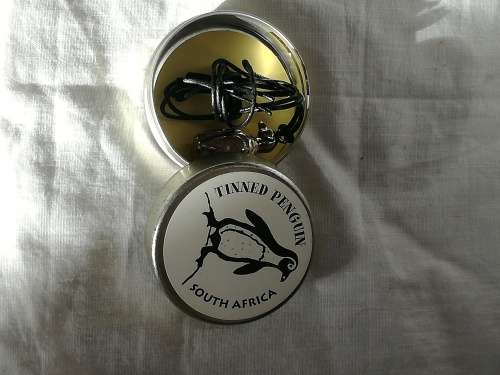 TINNED PENGUIN
SOUTH AFRICA